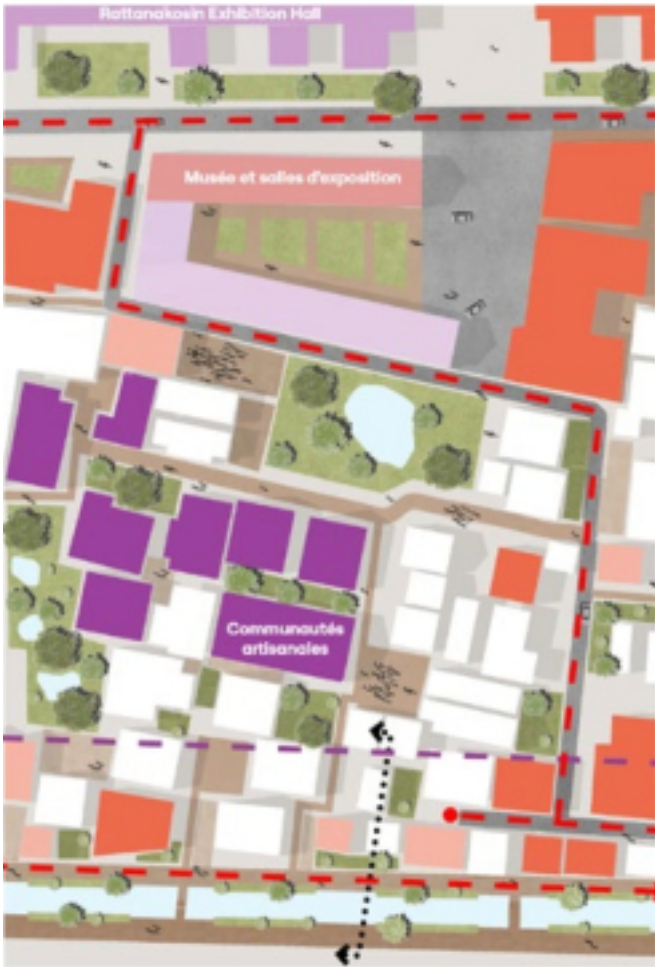 Rattanakosin Exhibition Hall
Musée et salles d'exposition
Communautés
artisanales